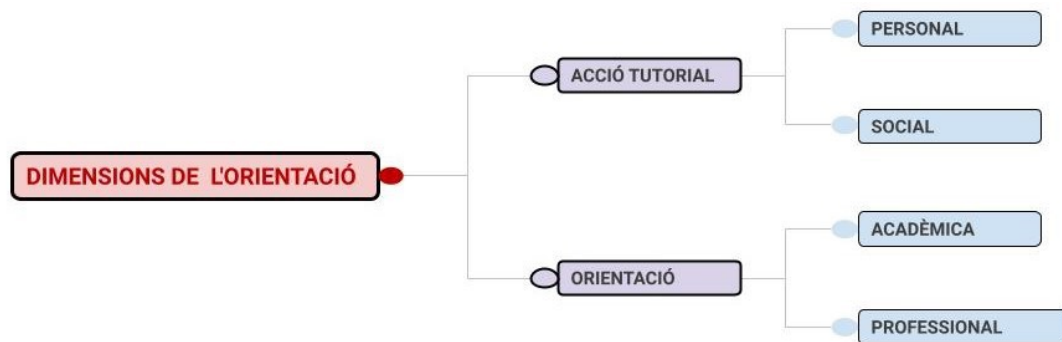 DIMENSIONS DE L'ORIENTACIÓ
ACCIÓ TUTORIAL
PERSONAL
SOCIAL
ORIENTACIÓ
ACADÈMICA
PROFESSIONAL